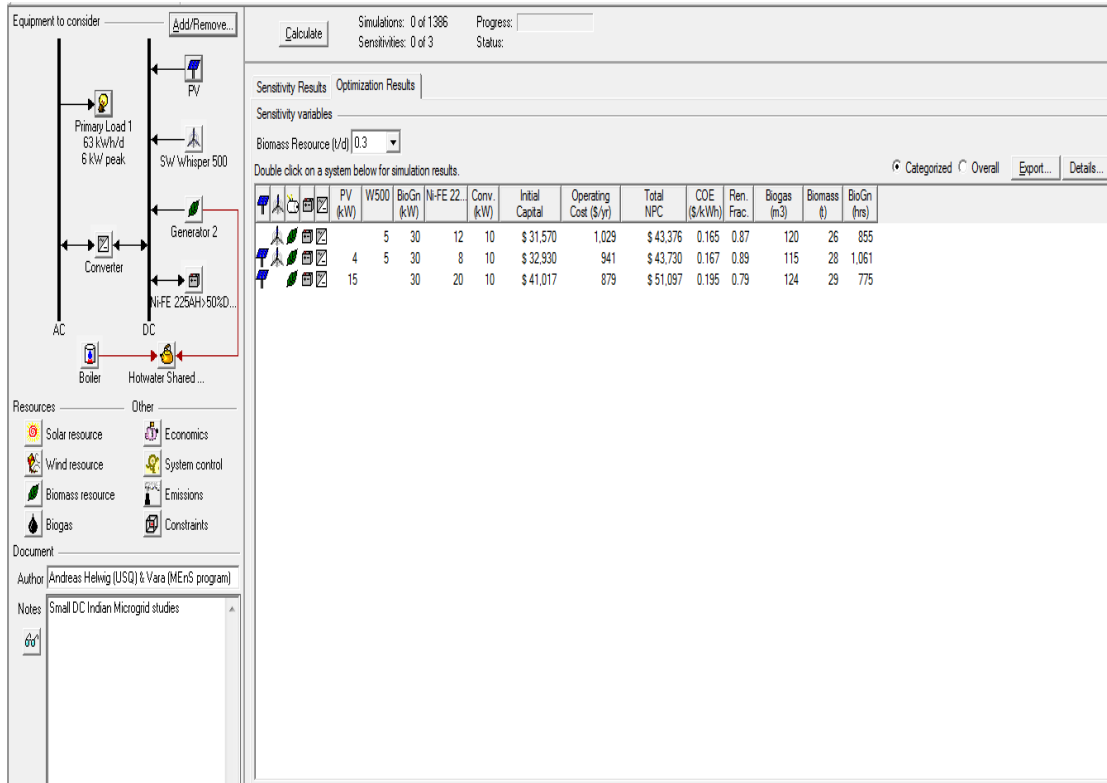 Equipment to consider Add/Remove...
PV
Primary Load 1
63 kWh/d
6 kW peak
SW Whisper 500
Generator 2
Converter
Ni-FE 225AH>50%D...
AC DC
Boiler Hotwater Shared ...
Resources Other
Solar resource Economics
Wind resource System control
Biomass resource Emissions
Biogas Constraints
Document
Author Andreas Helwig (USQ) & Vara (MEnS program)
Notes Small DC Indian Microgrid studies
Calculate
Simulations: 0 of 1386 Progress:
Sensitivities: 0 of 3 Status:
Sensitivity Results Optimization Results
Sensitivity variables
Biomass Resource (t/d) 0.3
Double click on a system below for simulation results. Categorized Overall Export... Details...
PV (kW) W500 BioGn (kW) Ni-FE 22... Conv. (kW) Initial Capital Operating Cost ($/yr) Total NPC COE ($/kWh) Ren. Frac. Biogas (m3) Biomass (t) BioGn (hrs)
5 30 12 10 $ 31,570 1,029 $ 43,376 0.165 0.87 120 26 855
4 5 30 8 10 $ 32,930 941 $ 43,730 0.167 0.89 115 28 1,061
15 30 20 10 $ 41,017 879 $ 51,097 0.195 0.79 124 29 775